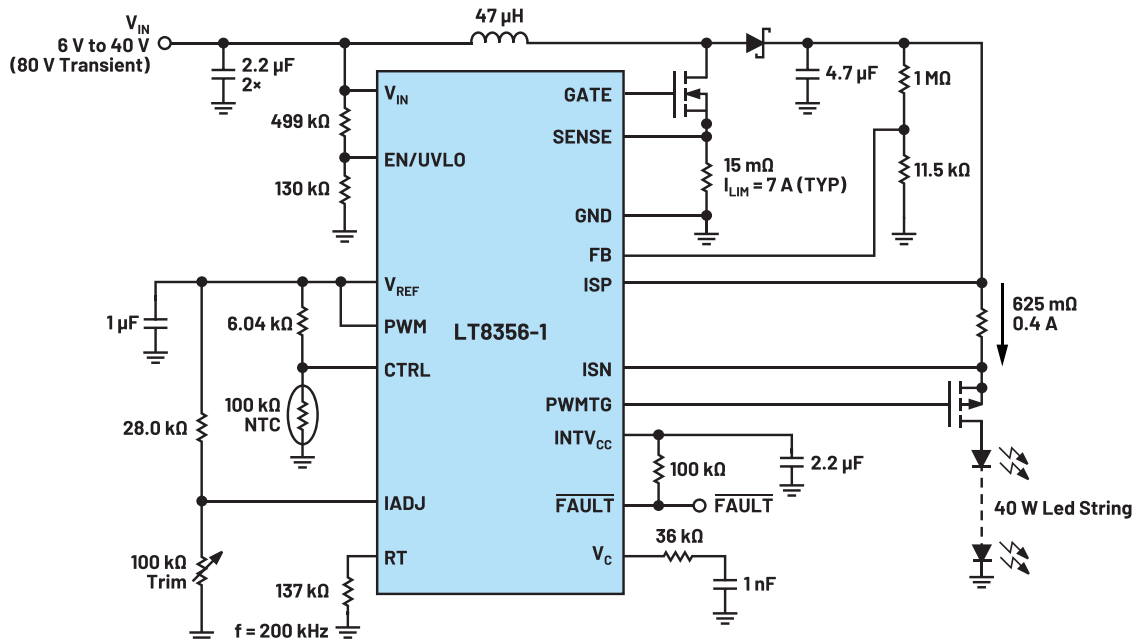 V_IN
6 V to 40 V
(80 V Transient)
2.2 µF
2×
47 µH
4.7 µF
1 MΩ
11.5 kΩ
499 kΩ
130 kΩ
V_IN
EN/UVLO
V_REF
PWM
CTRL
IADJ
RT
LT8356-1
GATE
SENSE
GND
FB
ISP
ISN
PWMTG
INTV_CC
FAULT
V_C
15 mΩ
I_LIM = 7 A (TYP)
1 µF
6.04 kΩ
100 kΩ
NTC
28.0 kΩ
100 kΩ
Trim
137 kΩ
f = 200 kHz
625 mΩ
0.4 A
100 kΩ
2.2 µF
FAULT
36 kΩ
1 nF
40 W Led String